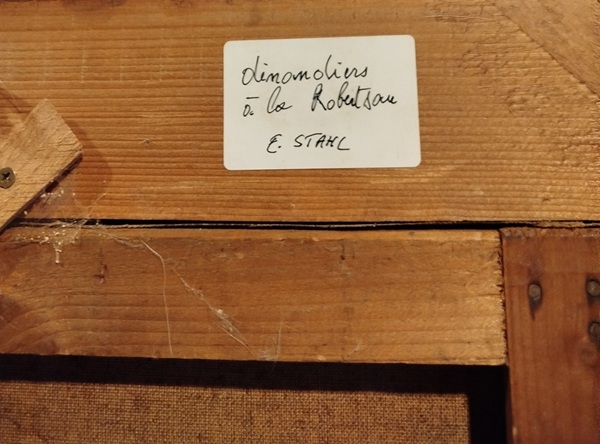 dinandiers
à la Robertsau
E. STAHL